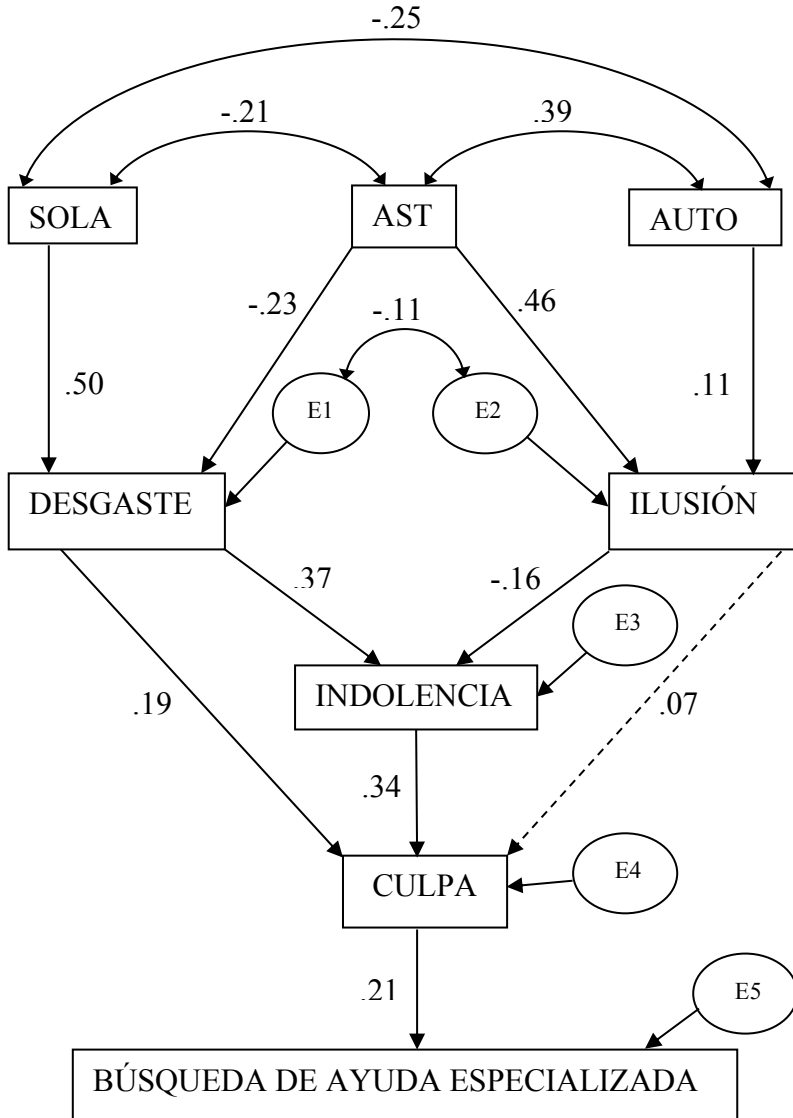 -.25
-.21
.39
SOLA
AST
AUTO
-.23
-.11
.46
.50
E1
E2
.11
DESGASTE
ILUSIÓN
.37
-.16
E3
INDOLENCIA
.19
.07
.34
CULPA
E4
.21
E5
BÚSQUEDA DE AYUDA ESPECIALIZADA